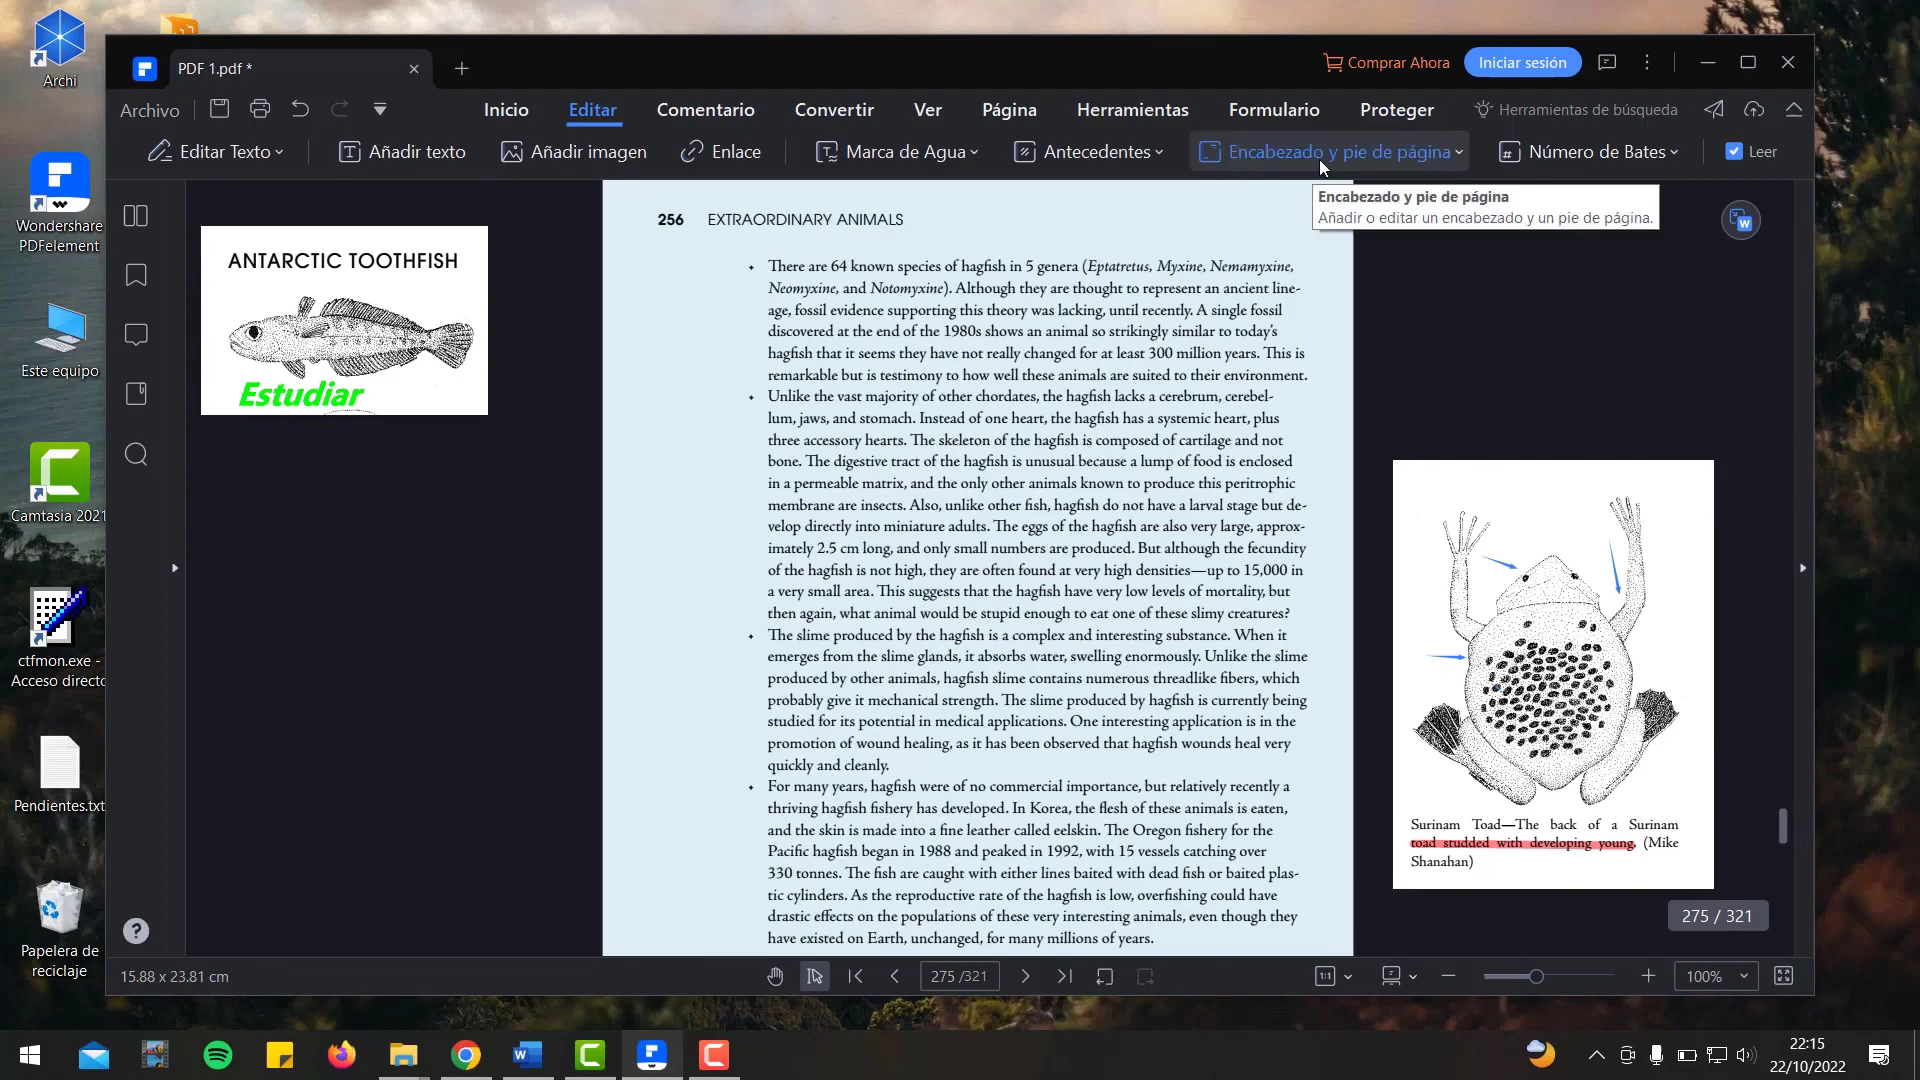 Archi
Wondershare
PDFelement
Este equipo
Camtasia 2021
ctfmon.exe -
Acceso directo
Pendientes.txt
Papelera de
reciclaje
PDF 1.pdf *
Comprar Ahora
Iniciar sesión
Archivo
Inicio
Editar
Comentario
Convertir
Ver
Página
Herramientas
Formulario
Proteger
Herramientas de búsqueda
Editar Texto
Añadir texto
Añadir imagen
Enlace
Marca de Agua
Antecedentes
Encabezado y pie de página
Número de Bates
Leer
Encabezado y pie de página
Añadir o editar un encabezado y un pie de página.
ANTARCTIC TOOTHFISH
Estudiar
256 EXTRAORDINARY ANIMALS
• There are 64 known species of hagfish in 5 genera (Eptatretus, Myxine, Nemamyxine,
Neomyxine, and Notomyxine). Although they are thought to represent an ancient line-
age, fossil evidence supporting this theory was lacking, until recently. A single fossil
discovered at the end of the 1980s shows an animal so strikingly similar to today's
hagfish that it seems they have not really changed for at least 300 million years. This is
remarkable but is testimony to how well these animals are suited to their environment.
• Unlike the vast majority of other chordates, the hagfish lacks a cerebrum, cerebel-
lum, jaws, and stomach. Instead of one heart, the hagfish has a systemic heart, plus
three accessory hearts. The skeleton of the hagfish is composed of cartilage and not
bone. The digestive tract of the hagfish is unusual because a lump of food is enclosed
in a permeable matrix, and the only other animals known to produce this peritrophic
membrane are insects. Also, unlike other fish, hagfish do not have a larval stage but de-
velop directly into miniature adults. The eggs of the hagfish are also very large, approx-
imately 2.5 cm long, and only small numbers are produced. But although the fecundity
of the hagfish is not high, they are often found at very high densities—up to 15,000 in
a very small area. This suggests that the hagfish have very low levels of mortality, but
then again, what animal would be stupid enough to eat one of these slimy creatures?
• The slime produced by the hagfish is a complex and interesting substance. When it
emerges from the slime glands, it absorbs water, swelling enormously. Unlike the slime
produced by other animals, hagfish slime contains numerous threadlike fibers, which
probably give it mechanical strength. The slime produced by hagfish is currently being
studied for its potential in medical applications. One interesting application is in the
promotion of wound healing, as it has been observed that hagfish wounds heal very
quickly and cleanly.
• For many years, hagfish were of no commercial importance, but relatively recently a
thriving hagfish fishery has developed. In Korea, the flesh of these animals is eaten,
and the skin is made into a fine leather called eelskin. The Oregon fishery for the
Pacific hagfish began in 1988 and peaked in 1992, with 15 vessels catching over
330 tonnes. The fish are caught with either lines baited with dead fish or baited plas-
tic cylinders. As the reproductive rate of the hagfish is low, overfishing could have
drastic effects on the populations of these very interesting animals, even though they
have existed on Earth, unchanged, for many millions of years.
Surinam Toad—The back of a Surinam
toad studded with developing young. (Mike
Shanahan)
275 / 321
15.88 x 23.81 cm
275 /321
1:1
100%
22:15
22/10/2022